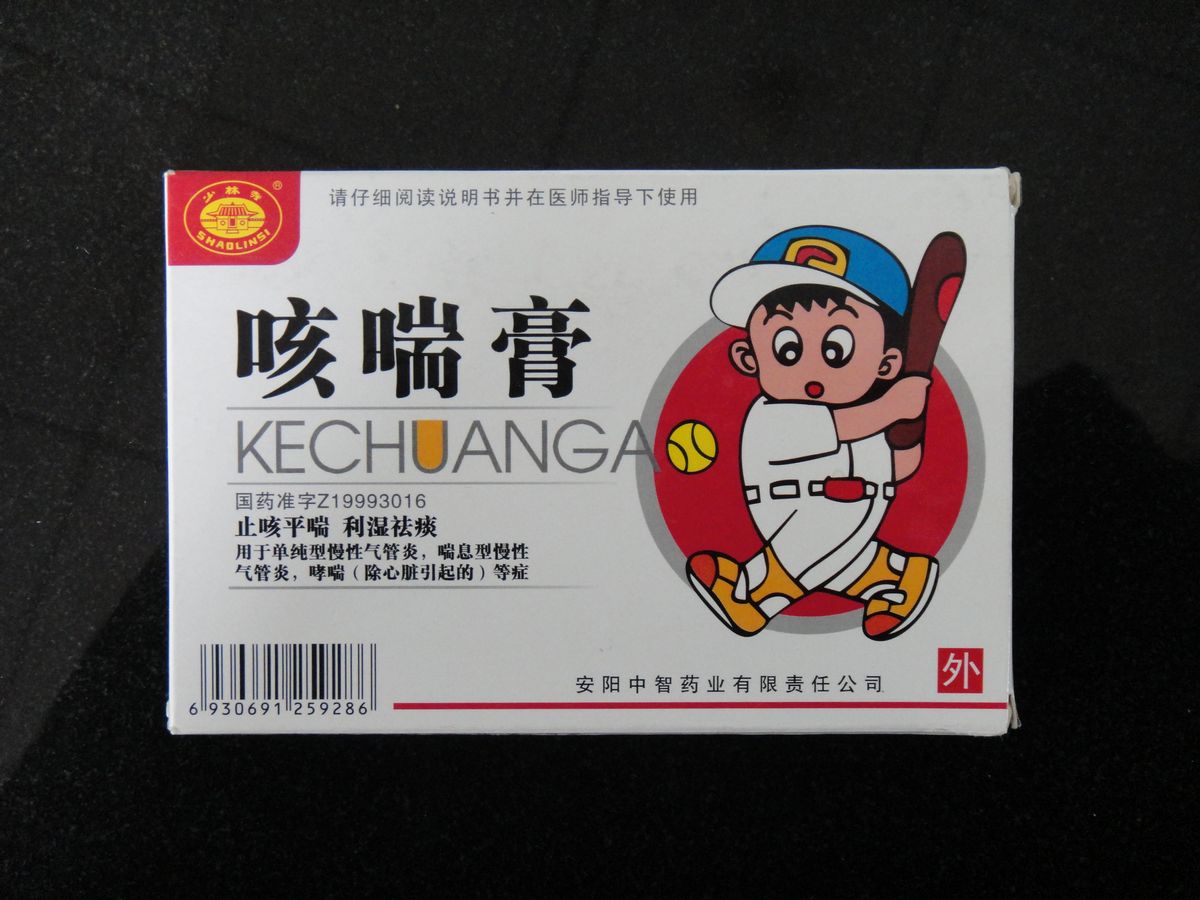 少林寺®
SHAOLINSI
请仔细阅读说明书并在医师指导下使用
咳喘膏
KECHUANGA
国药准字Z19993016
止咳平喘 利湿祛痰
用于单纯型慢性气管炎，喘息型慢性
气管炎，哮喘（除心脏引起的）等症
6 930691 259286
安阳中智药业有限责任公司
外